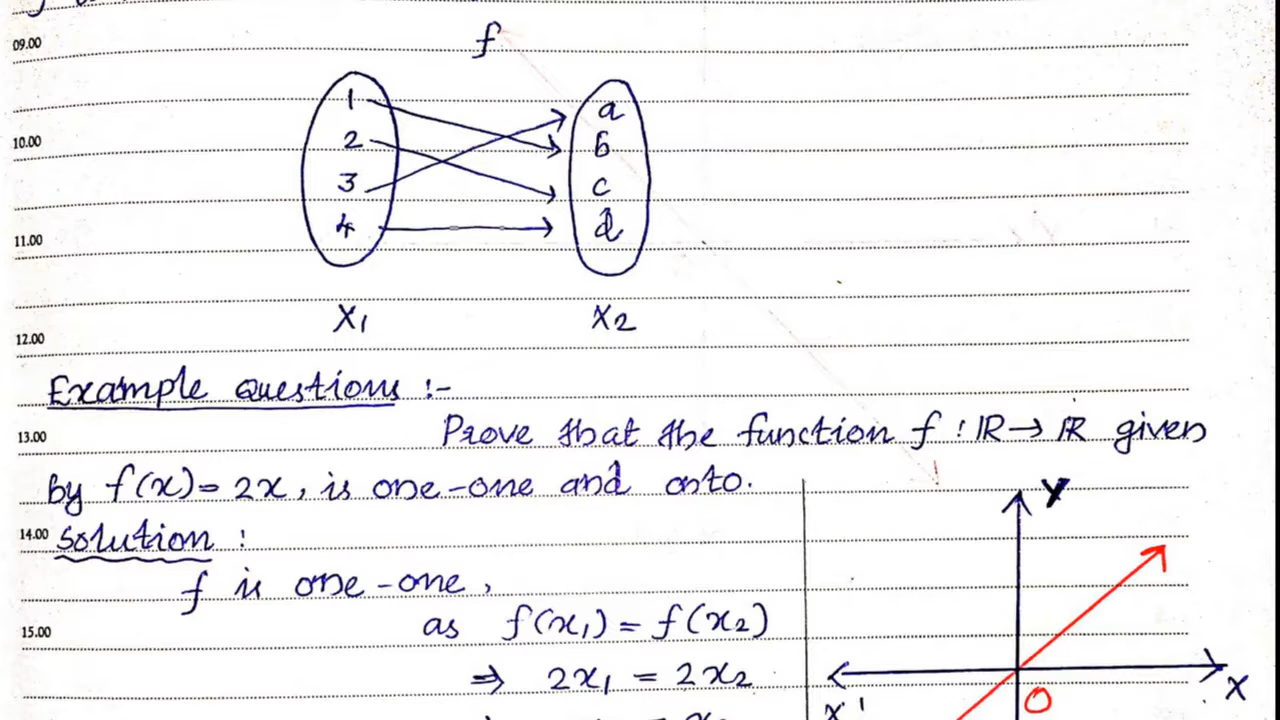 09.00
f
1
2
3
4
a
b
c
d
10.00
11.00
X₁
X₂
12.00
Example Questions :-
13.00
Prove that the function f : ℝ → ℝ given
by f(x) = 2x, is one-one and onto.
14.00
Solution :
f is one-one,
15.00
as f(x₁) = f(x₂)
⇒ 2x₁ = 2x₂
Y
X
X'
O